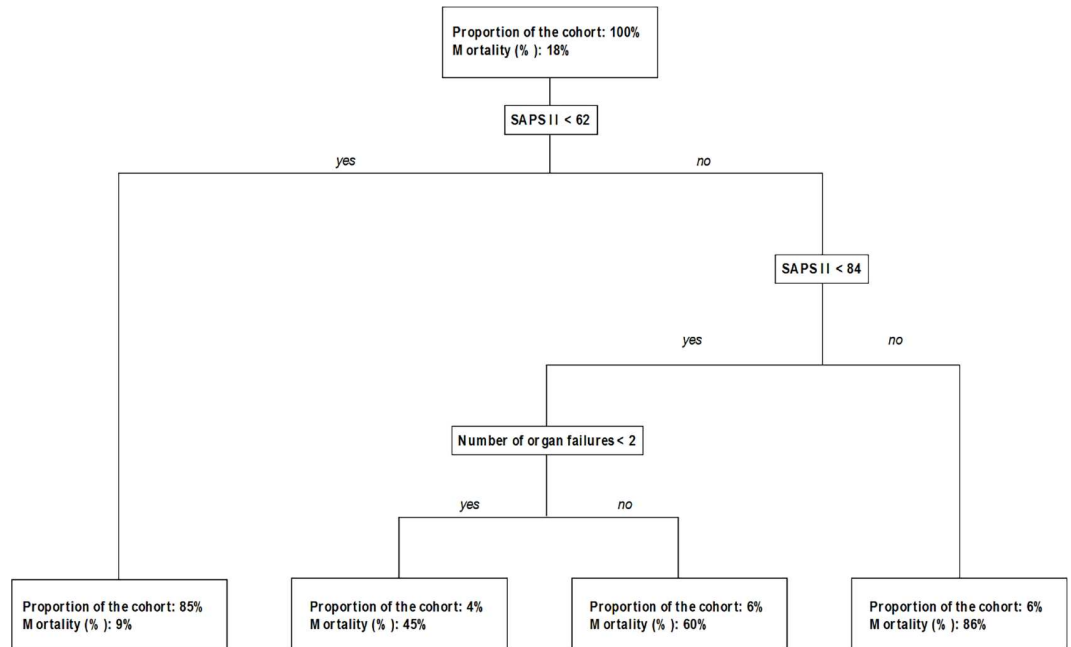 Proportion of the cohort: 100%
Mortality (%): 18%
SAPS II < 62
yes
no
SAPS II < 84
yes
no
Number of organ failures < 2
yes
no
Proportion of the cohort: 85%
Mortality (%): 9%
Proportion of the cohort: 4%
Mortality (%): 45%
Proportion of the cohort: 6%
Mortality (%): 60%
Proportion of the cohort: 6%
Mortality (%): 86%